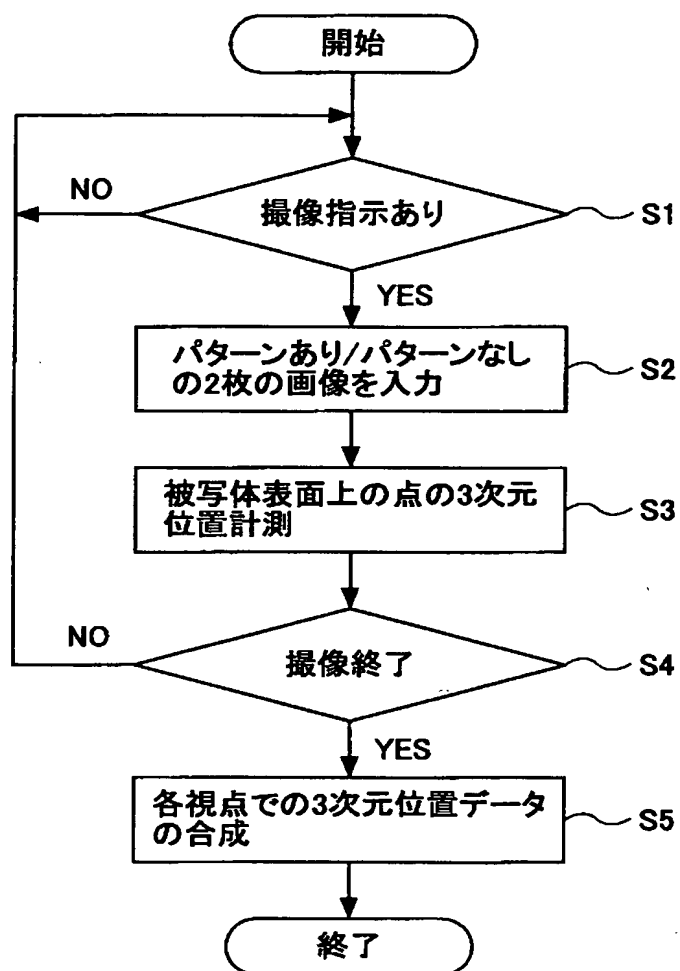 開始
NO
撮像指示あり
S1
YES
パターンあり/パターンなし
の2枚の画像を入力
S2
被写体表面上の点の3次元
位置計測
S3
NO
撮像終了
S4
YES
各視点での3次元位置データ
の合成
S5
終了